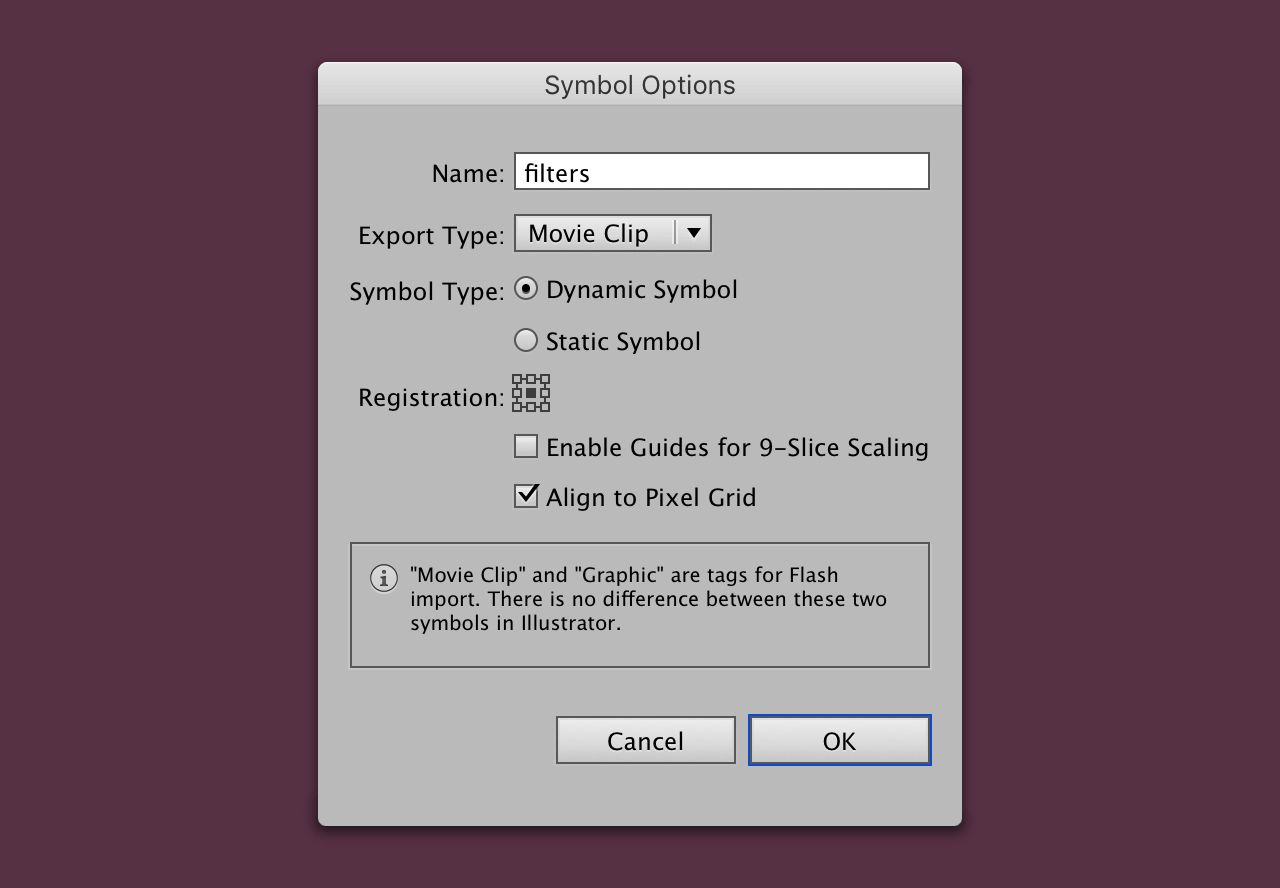 Symbol Options
Name: filters
Export Type: Movie Clip
Symbol Type: Dynamic Symbol
Static Symbol
Registration:
Enable Guides for 9-Slice Scaling
Align to Pixel Grid
"Movie Clip" and "Graphic" are tags for Flash
import. There is no difference between these two
symbols in Illustrator.
Cancel OK